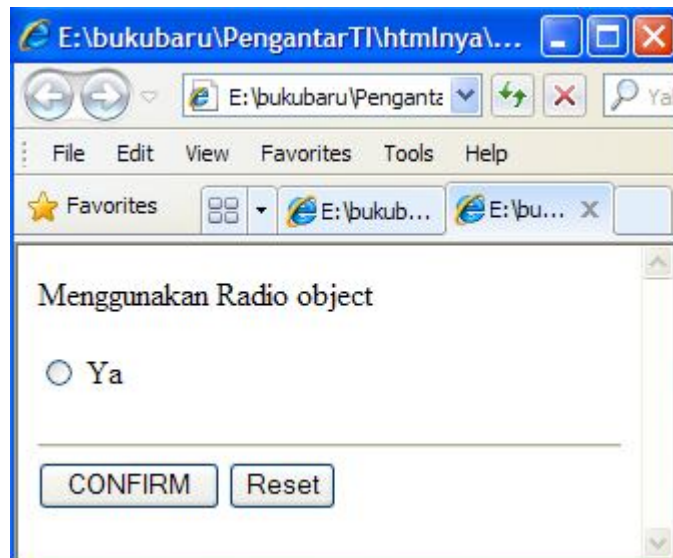 E:\bukubaru\PengantarTI\htmlnya\...
E:\bukubaru\Penganta
Ya
File Edit View Favorites Tools Help
Favorites E:\bukub... E:\bu... X
Menggunakan Radio object
Ya
CONFIRM Reset